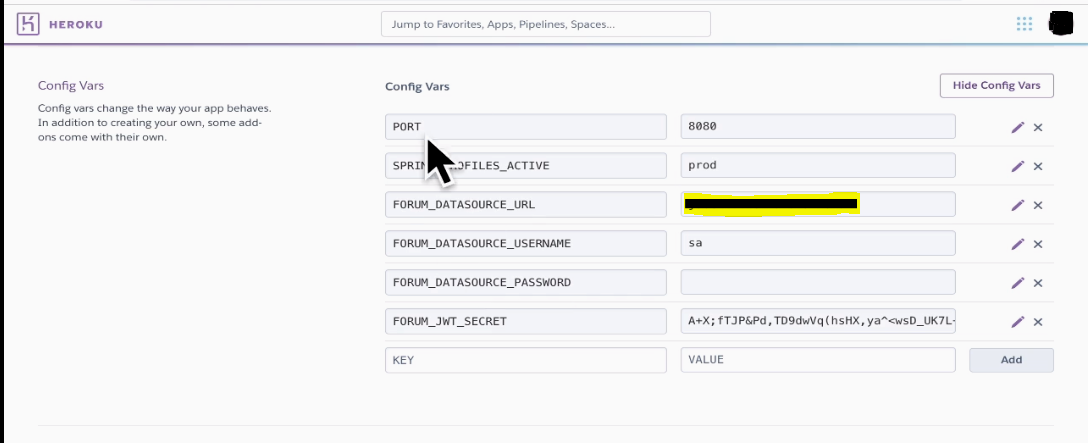 HEROKU
Jump to Favorites, Apps, Pipelines, Spaces...
Config Vars
Config vars change the way your app behaves.
In addition to creating your own, some add-
ons come with their own.
Config Vars
Hide Config Vars
PORT 8080
SPRIN OFILES_ACTIVE prod
FORUM_DATASOURCE_URL
FORUM_DATASOURCE_USERNAME sa
FORUM_DATASOURCE_PASSWORD
FORUM_JWT_SECRET A+X;fTJP&Pd,TD9dwVq(hsHX,ya^<wsD_UK7L
KEY VALUE Add